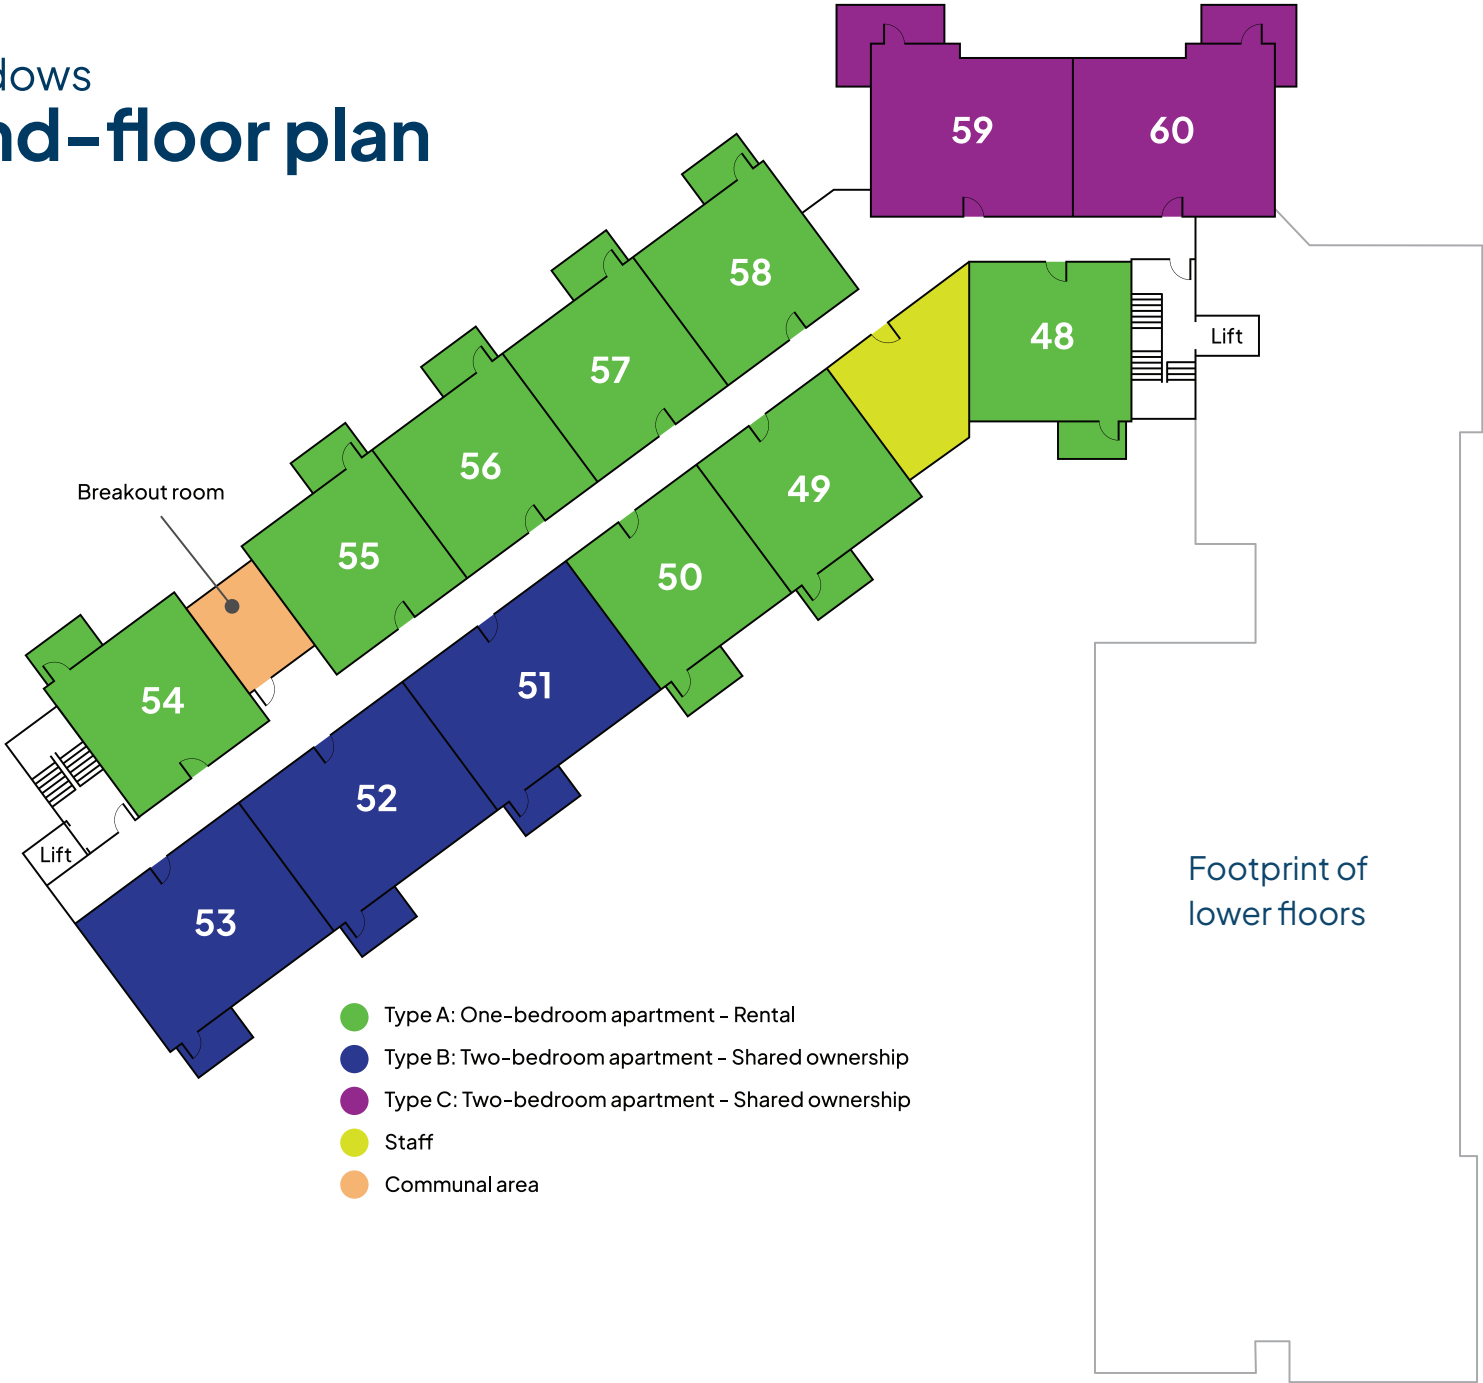 dows
nd-floor plan
59
60
58
48
Lift
57
56
49
Breakout room
55
50
51
54
52
Lift
53
Footprint of
lower floors
Type A: One-bedroom apartment - Rental
Type B: Two-bedroom apartment - Shared ownership
Type C: Two-bedroom apartment - Shared ownership
Staff
Communal area